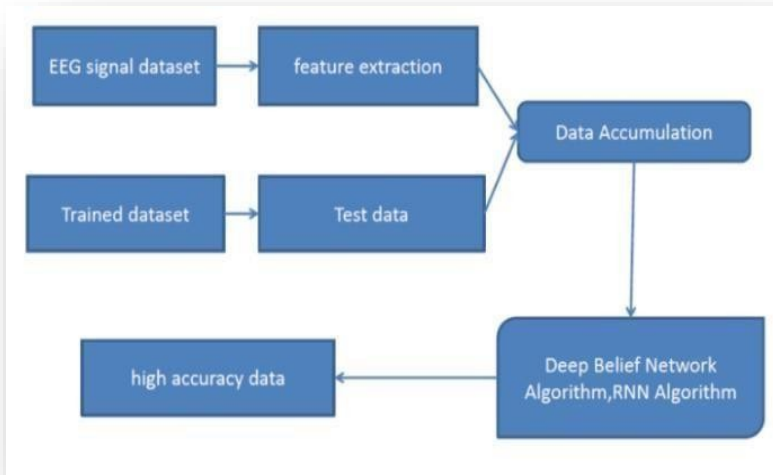 EEG signal dataset
feature extraction
Data Accumulation
Trained dataset
Test data
high accuracy data
Deep Belief Network
Algorithm,RNN Algorithm